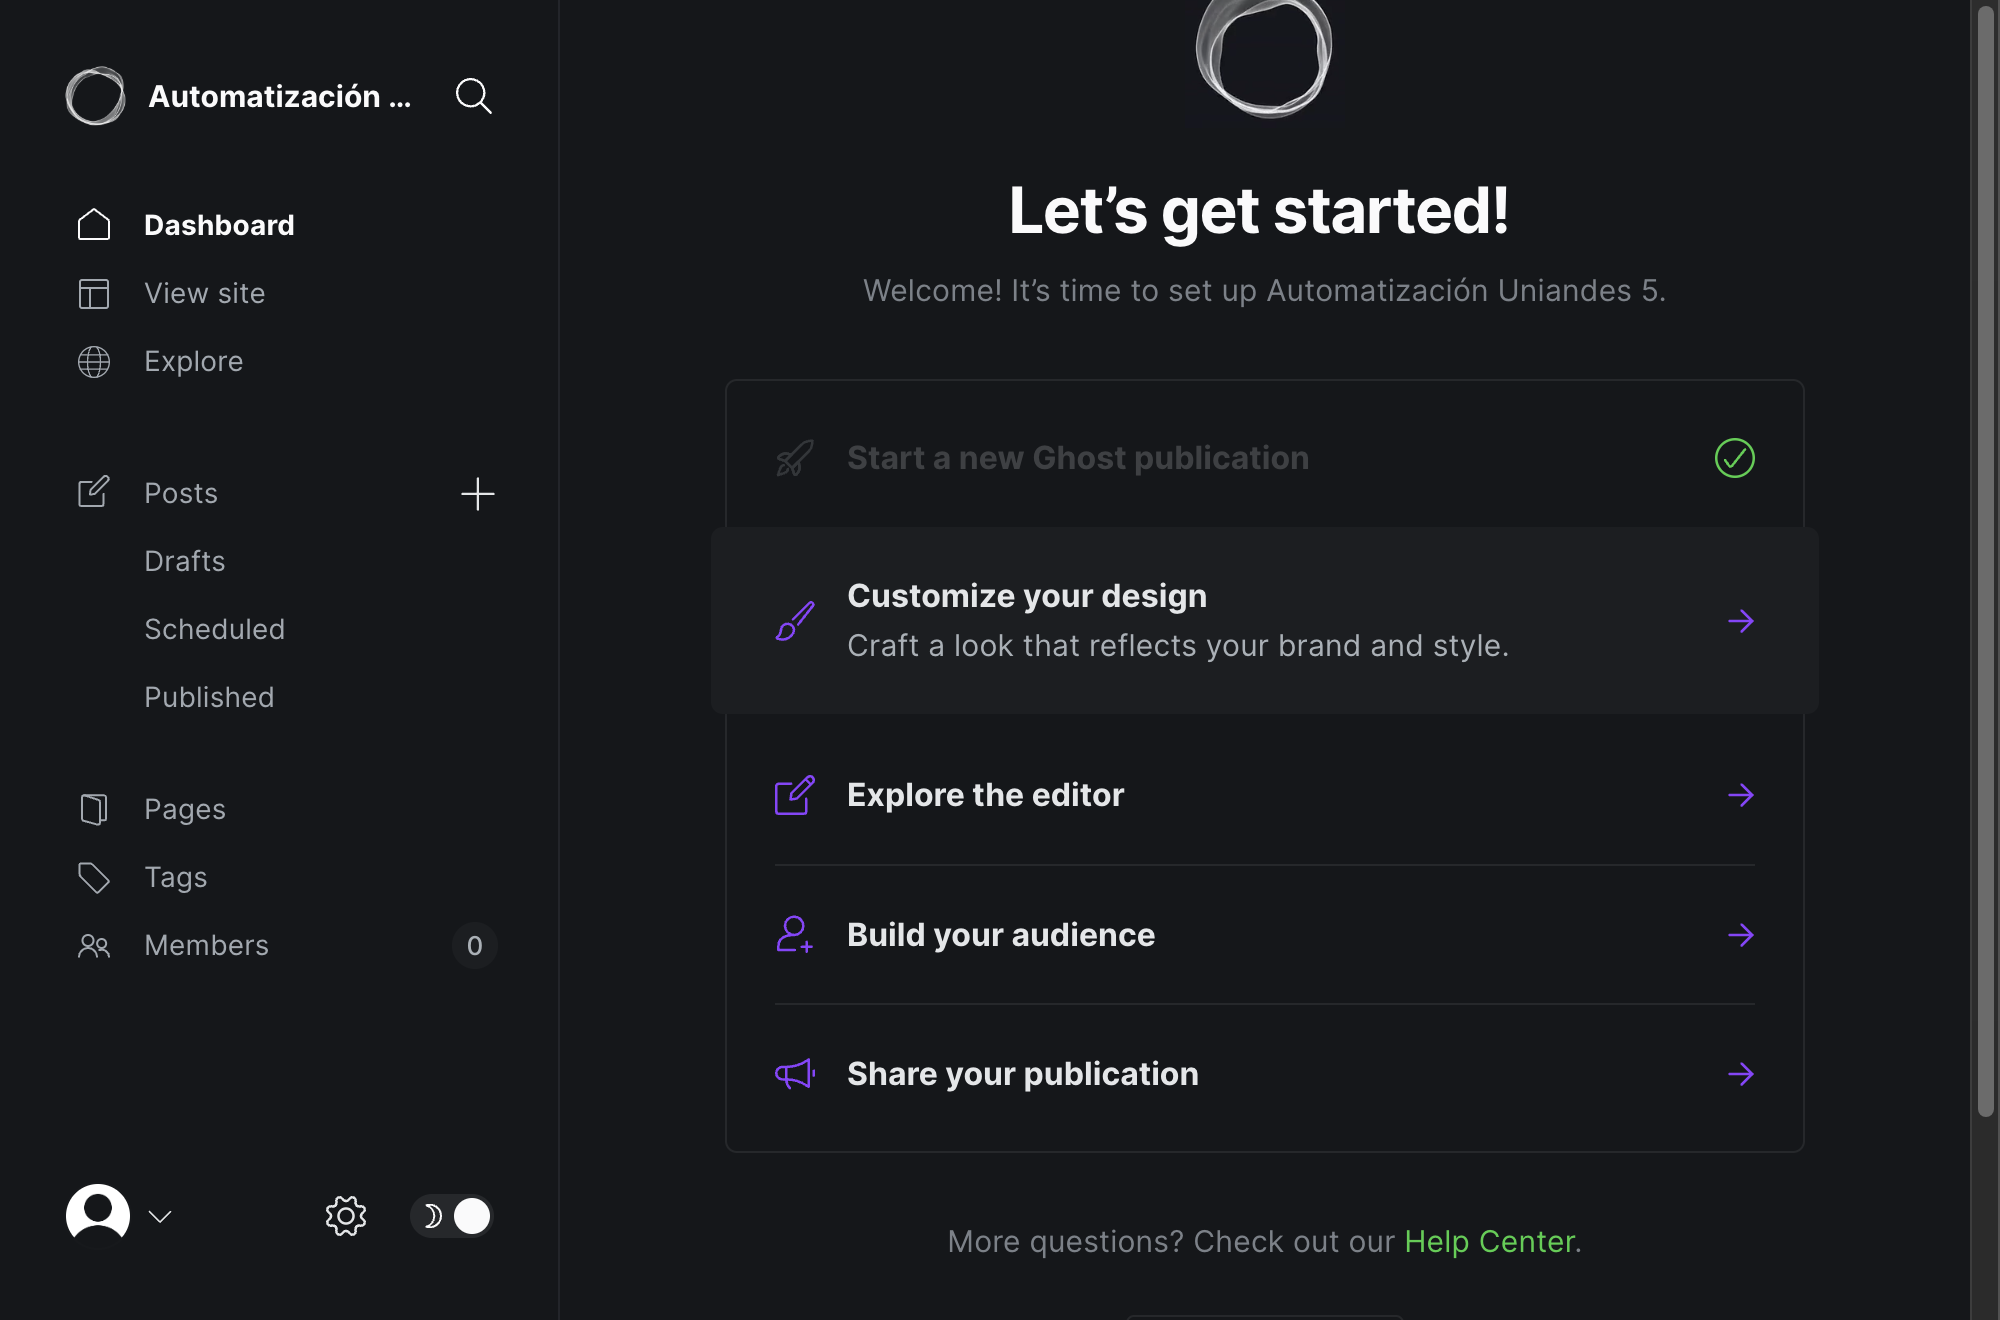 Automatización ...
Dashboard
View site
Explore
Posts
Drafts
Scheduled
Published
Pages
Tags
Members 0
Let’s get started!
Welcome! It’s time to set up Automatización Uniandes 5.
Start a new Ghost publication
Customize your design
Craft a look that reflects your brand and style.
Explore the editor
Build your audience
Share your publication
More questions? Check out our Help Center.